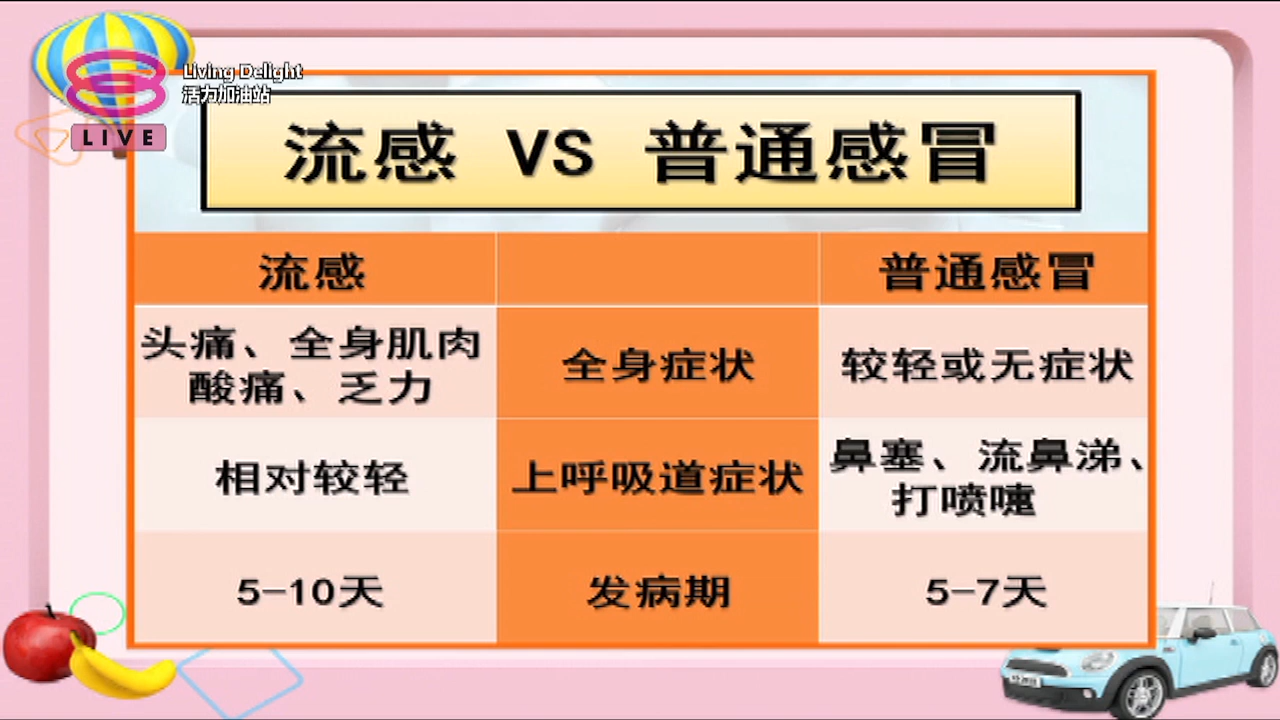 Living Delight
活力加油站
LIVE
流感 VS 普通感冒
流感
普通感冒
头痛、全身肌肉
酸痛、乏力
全身症状
较轻或无症状
相对较轻
上呼吸道症状
鼻塞、流鼻涕、
打喷嚏
5-10天
发病期
5-7天